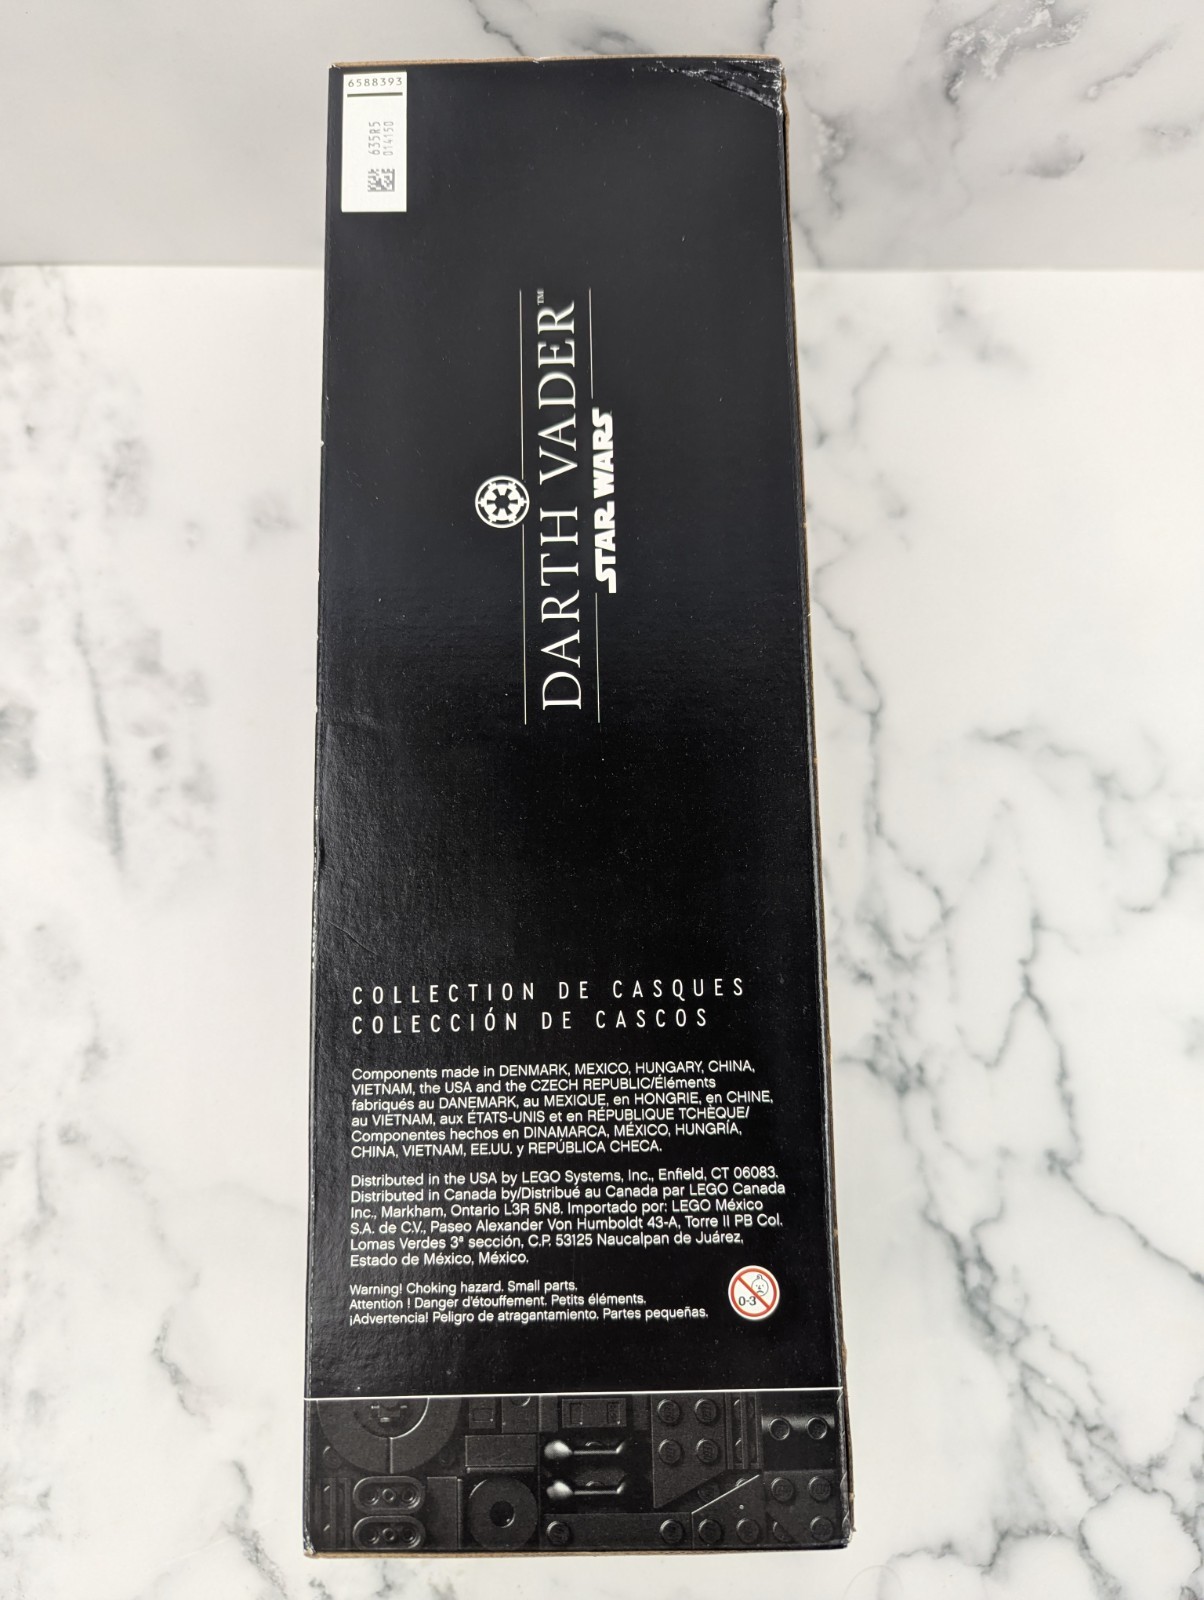 6588393
635R5
014150
DARTH VADER™
STAR WARS
COLLECTION DE CASQUES
COLECCIÓN DE CASCOS
Components made in DENMARK, MEXICO, HUNGARY, CHINA,
VIETNAM, the USA and the CZECH REPUBLIC/Éléments
fabriqués au DANEMARK, au MEXIQUE, en HONGRIE, en CHINE,
au VIETNAM, aux ÉTATS-UNIS et en RÉPUBLIQUE TCHÈQUE/
Componentes hechos en DINAMARCA, MÉXICO, HUNGRÍA,
CHINA, VIETNAM, EE.UU. y REPÚBLICA CHECA.
Distributed in the USA by LEGO Systems, Inc., Enfield, CT 06083.
Distributed in Canada by/Distribué au Canada par LEGO Canada
Inc., Markham, Ontario L3R 5N8. Importado por: LEGO México
S.A. de C.V., Paseo Alexander Von Humboldt 43-A, Torre II PB Col.
Lomas Verdes 3ª sección, C.P. 53125 Naucalpan de Juárez,
Estado de México, México.
Warning! Choking hazard. Small parts.
Attention ! Danger d'étouffement. Petits éléments.
¡Advertencia! Peligro de atragantamiento. Partes pequeñas.
0-3